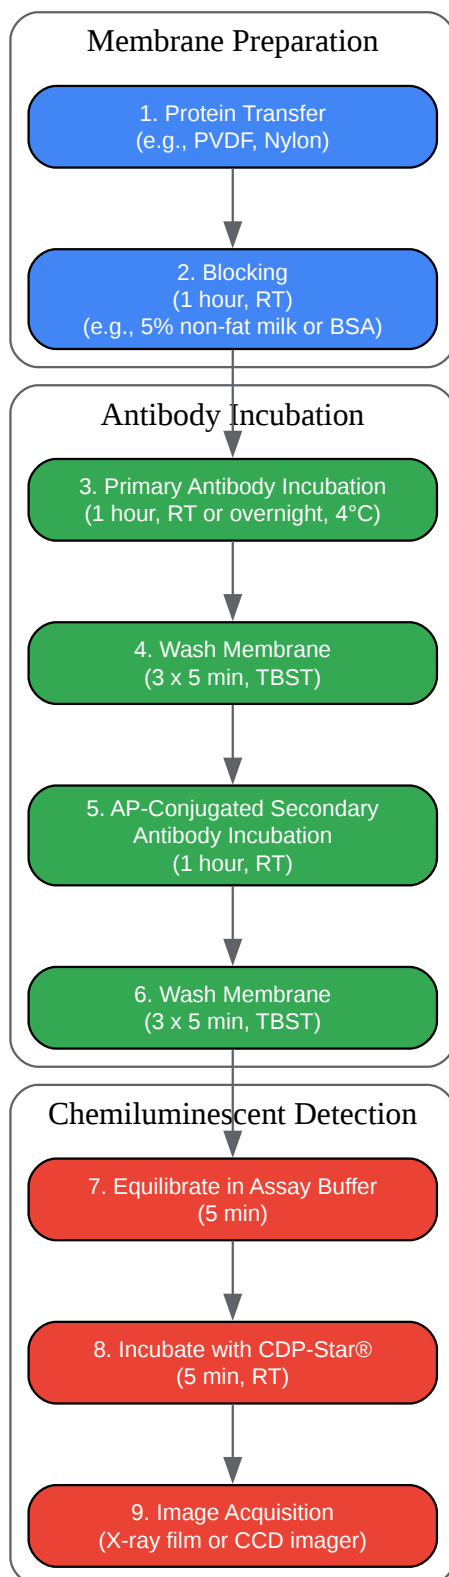 Membrane Preparation
1. Protein Transfer
(e.g., PVDF, Nylon)
2. Blocking
(1 hour, RT)
(e.g., 5% non-fat milk or BSA)
Antibody Incubation
3. Primary Antibody Incubation
(1 hour, RT or overnight, 4°C)
4. Wash Membrane
(3 x 5 min, TBST)
5. AP-Conjugated Secondary
Antibody Incubation
(1 hour, RT)
6. Wash Membrane
(3 x 5 min, TBST)
Chemiluminescent Detection
7. Equilibrate in Assay Buffer
(5 min)
8. Incubate with CDP-Star®
(5 min, RT)
9. Image Acquisition
(X-ray film or CCD imager)